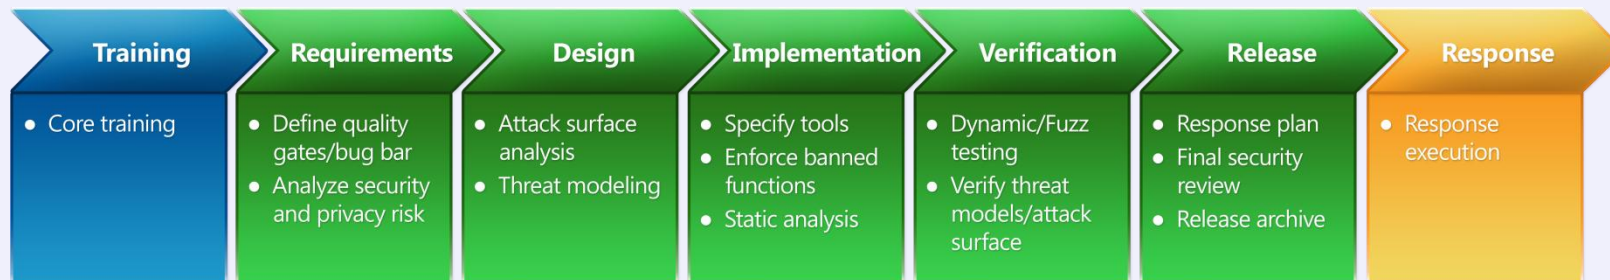 Training
Requirements
Design
Implementation
Verification
Release
Response
● Core training
● Define quality
gates/bug bar
● Analyze security
and privacy risk
● Attack surface
analysis
● Threat modeling
● Specify tools
● Enforce banned
functions
● Static analysis
● Dynamic/Fuzz
testing
● Verify threat
models/attack
surface
● Response plan
● Final security
review
● Release archive
● Response
execution